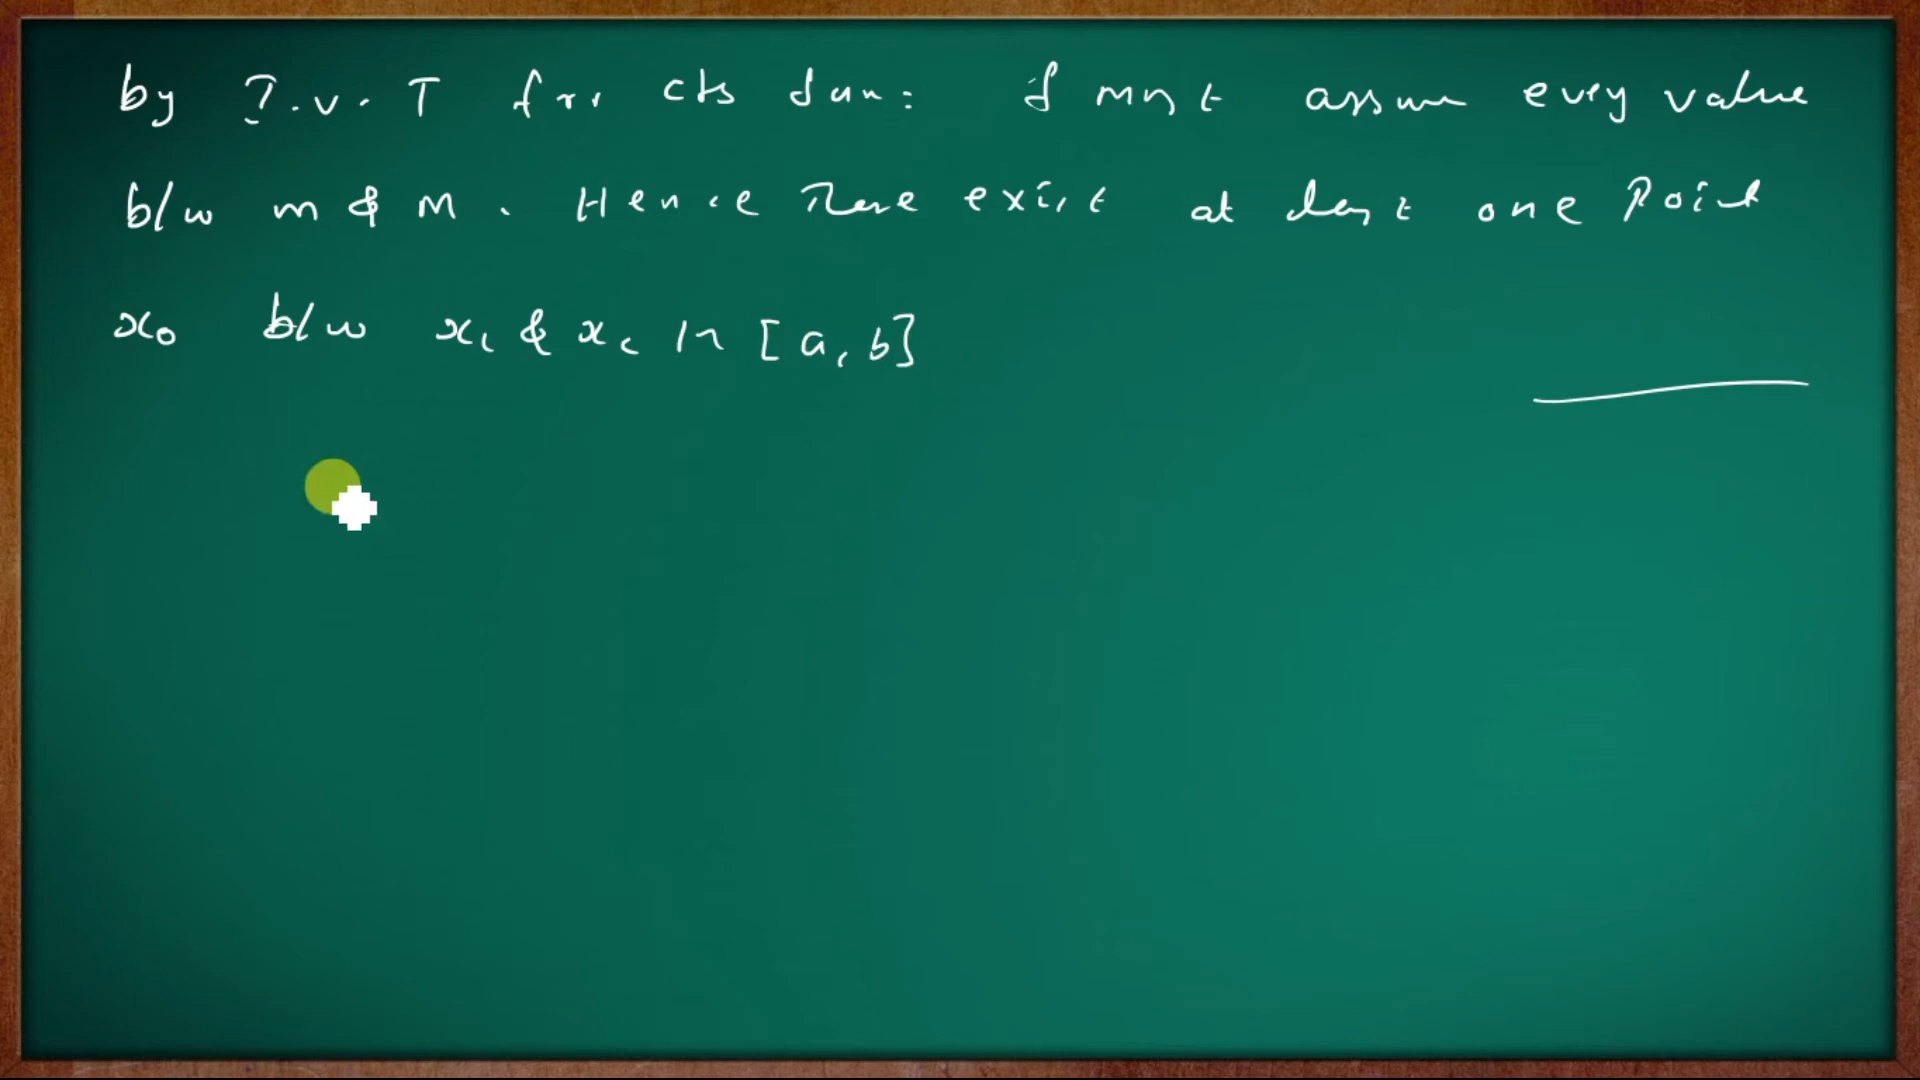 by I.V.T for cts fun: f must assume every value
b/w m & M. Hence there exist at least one point
x₀ b/w x₁ & x₂ in [a, b]